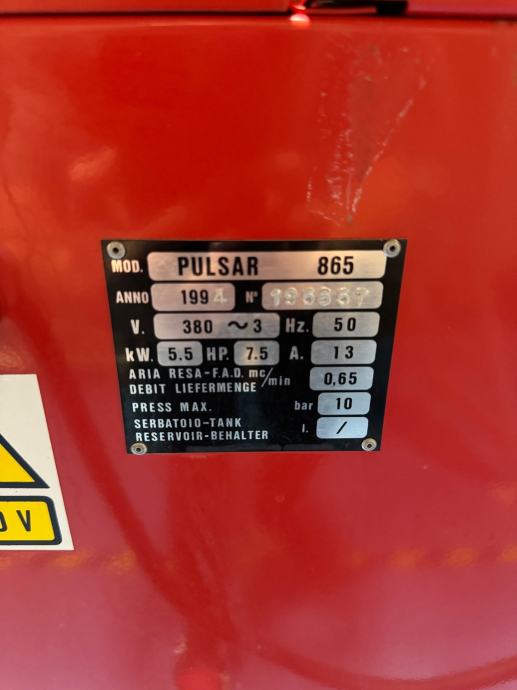 MOD. PULSAR 865
ANNO 1994 N°
V. 380 ~ 3 Hz. 50
kW. 5.5 HP. 7.5 A. 13
ARIA RESA-F.A.D. mc/min 0,65
DEBIT LIEFERMENGE
PRESS MAX. bar 10
SERBATOIO-TANK l. /
RESERVOIR-BEHALTER
0 V